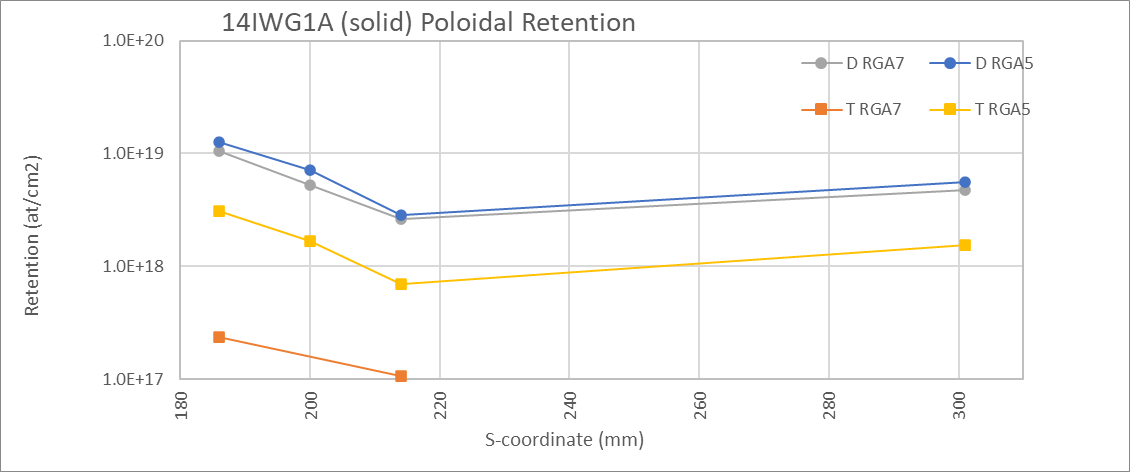 14IWG1A (solid) Poloidal Retention
1.0E+20
1.0E+19
1.0E+18
1.0E+17
Retention (at/cm2)
D RGA7
D RGA5
T RGA7
T RGA5
180
200
220
240
260
280
300
S-coordinate (mm)